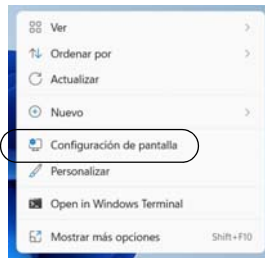 Ver
Ordenar por
Actualizar
Nuevo
Configuración de pantalla
Personalizar
Open in Windows Terminal
Mostrar más opciones Shift+F10